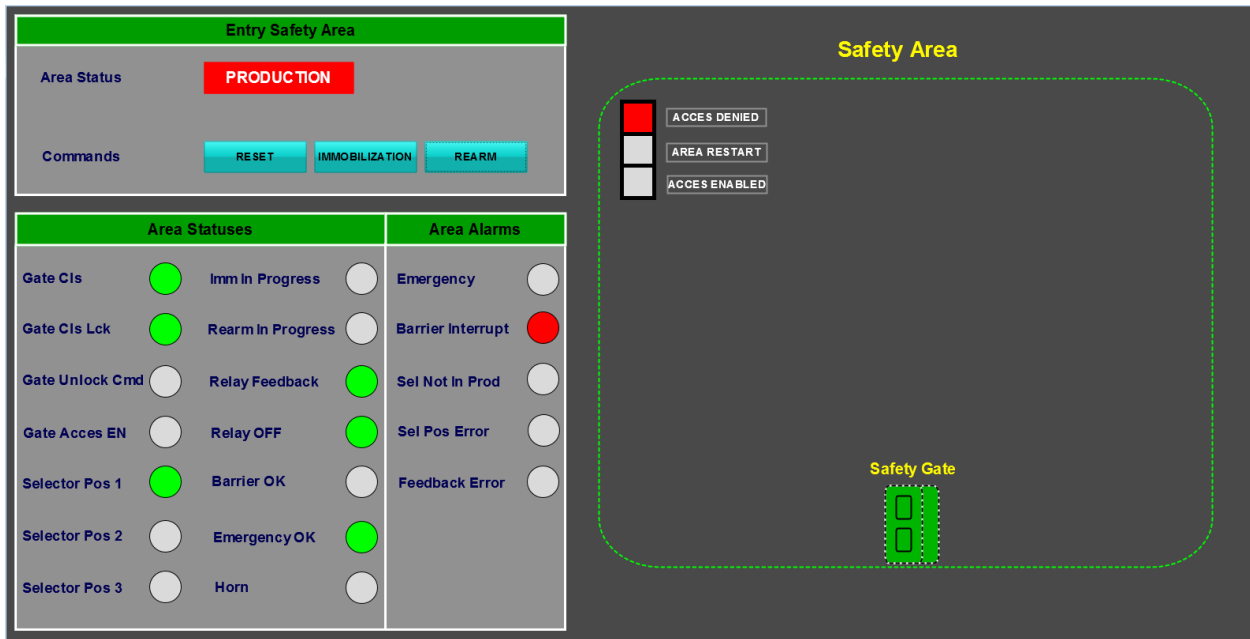 Entry Safety Area
Area Status
PRODUCTION
Commands
RESET
IMMOBILIZATION
REARM
Area Statuses
Area Alarms
Gate Cls
Imm In Progress
Emergency
Gate Cls Lck
Rearm In Progress
Barrier Interrupt
Gate Unlock Cmd
Relay Feedback
Sel Not In Prod
Gate Acces EN
Relay OFF
Sel Pos Error
Selector Pos 1
Barrier OK
Feedback Error
Selector Pos 2
Emergency OK
Selector Pos 3
Horn
Safety Area
ACCES DENIED
AREA RESTART
ACCES ENABLED
Safety Gate